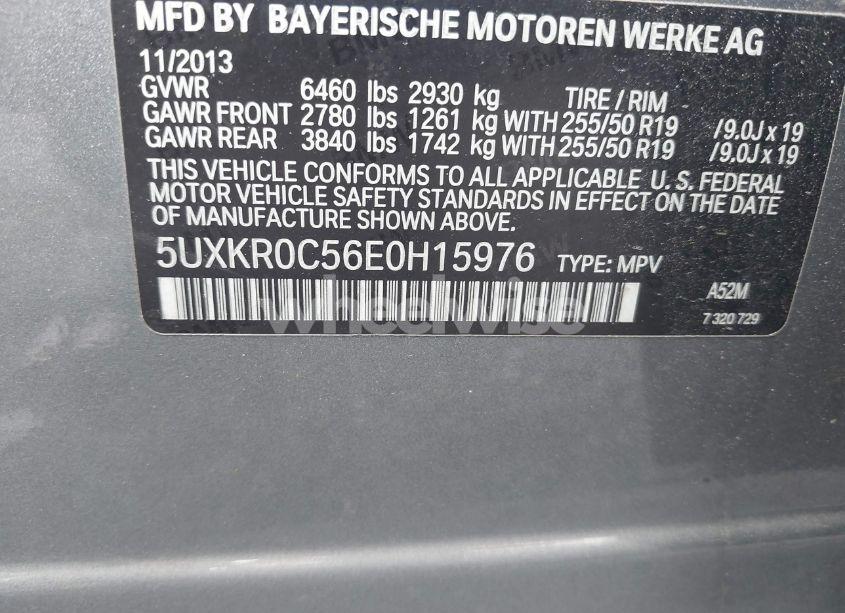 MFD BY BAYERISCHE MOTOREN WERKE AG
11/2013
GVWR 6460 lbs 2930 kg TIRE / RIM
GAWR FRONT 2780 lbs 1261 kg WITH 255/50 R19 /9.0J x 19
GAWR REAR 3840 lbs 1742 kg WITH 255/50 R19 /9.0J x 19
THIS VEHICLE CONFORMS TO ALL APPLICABLE U. S. FEDERAL
MOTOR VEHICLE SAFETY STANDARDS IN EFFECT ON THE DATE
OF MANUFACTURE SHOWN ABOVE.
5UXKR0C56E0H15976 TYPE: MPV
A52M
7 320 729
wheelwise